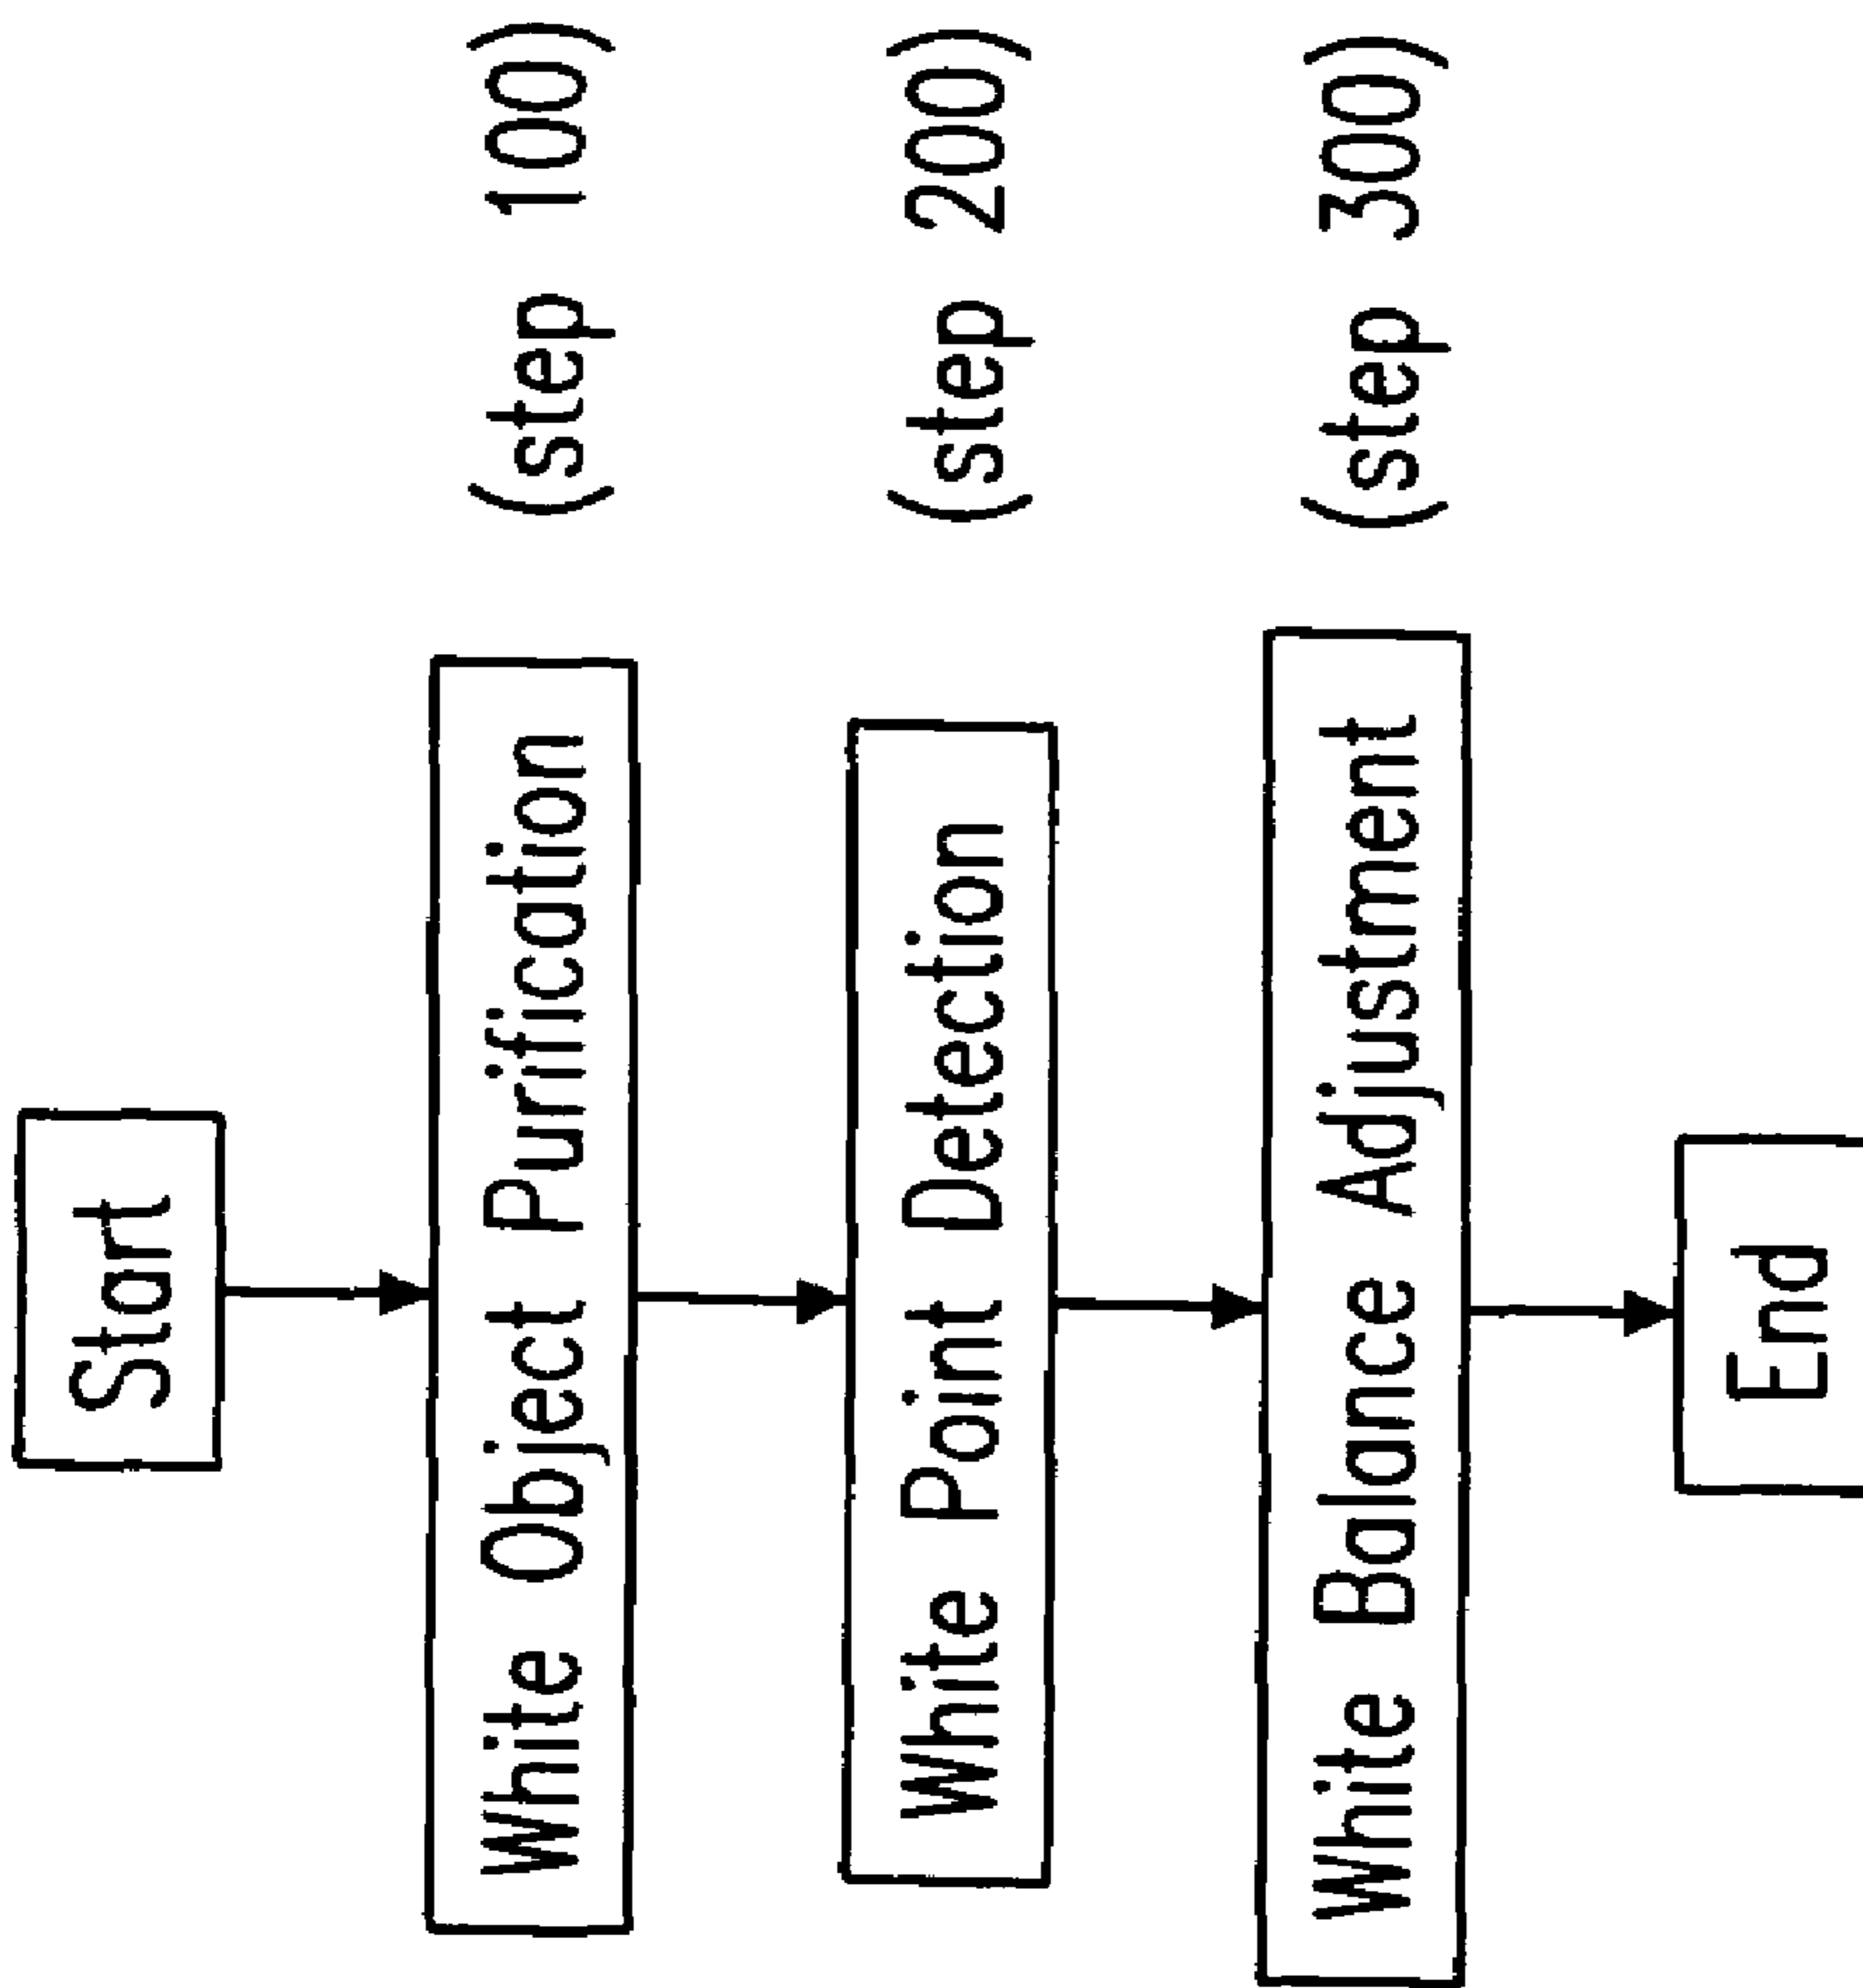 Start
White Object Purification (step 100)
White Point Detection (step 200)
White Balance Adjustment (step 300)
End